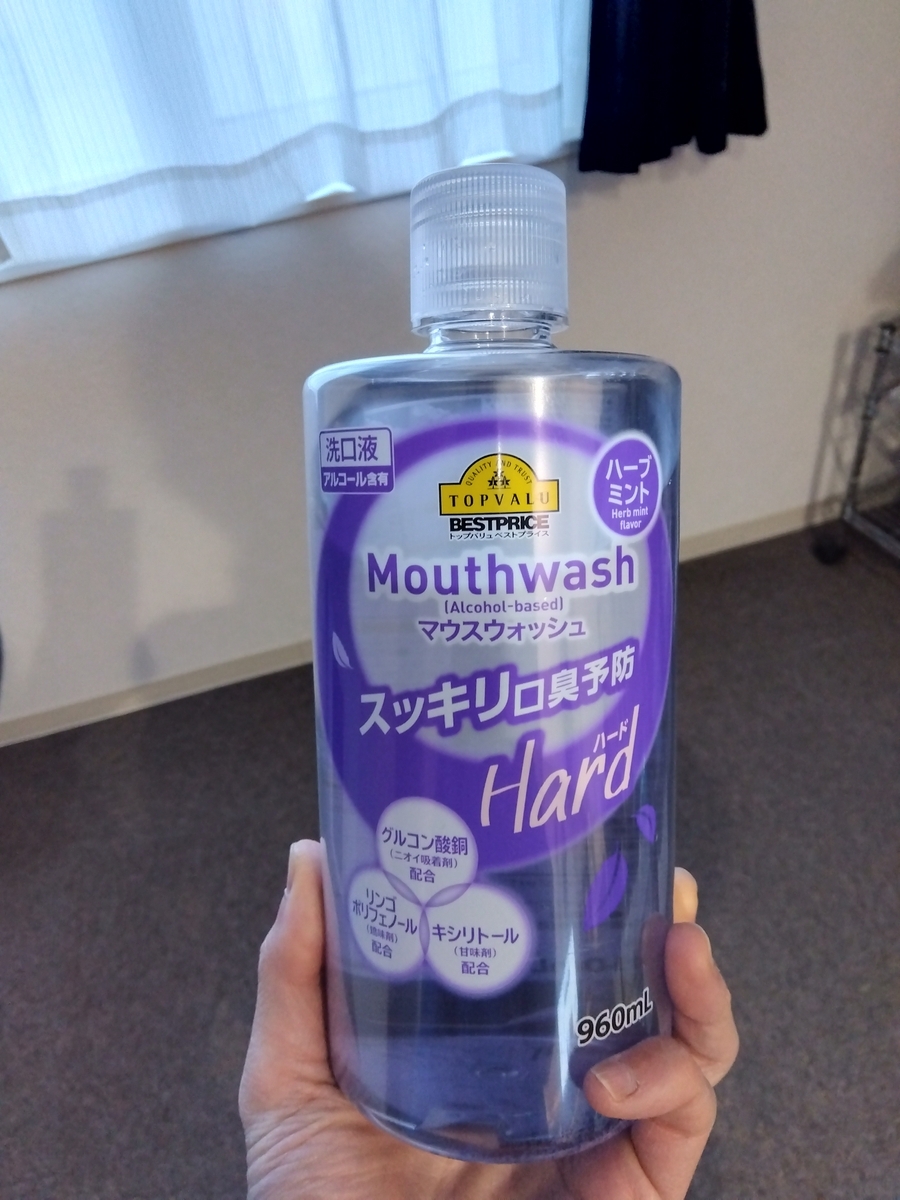 洗口液
アルコール含有
QUALITY AND TRUST
TOPVALU
BESTPRICE
トップバリュ ベストプライス
ハーブ
ミント
Herb mint
flavor
Mouthwash
(Alcohol-based)
マウスウォッシュ
スッキリ口臭予防
ハード
Hard
グルコン酸銅
(ニオイ吸着剤)
配合
リンゴ
ポリフェノール
(矯味剤)
配合
キシリトール
(甘味剤)
配合
960mL